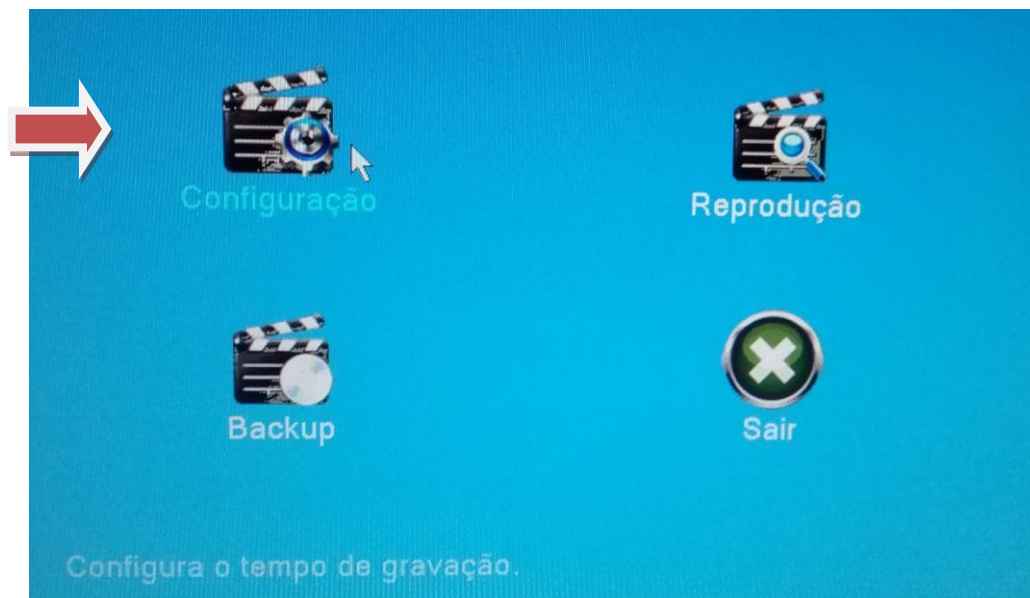 Configuração
Reprodução
Backup
Sair
Configura o tempo de gravação.